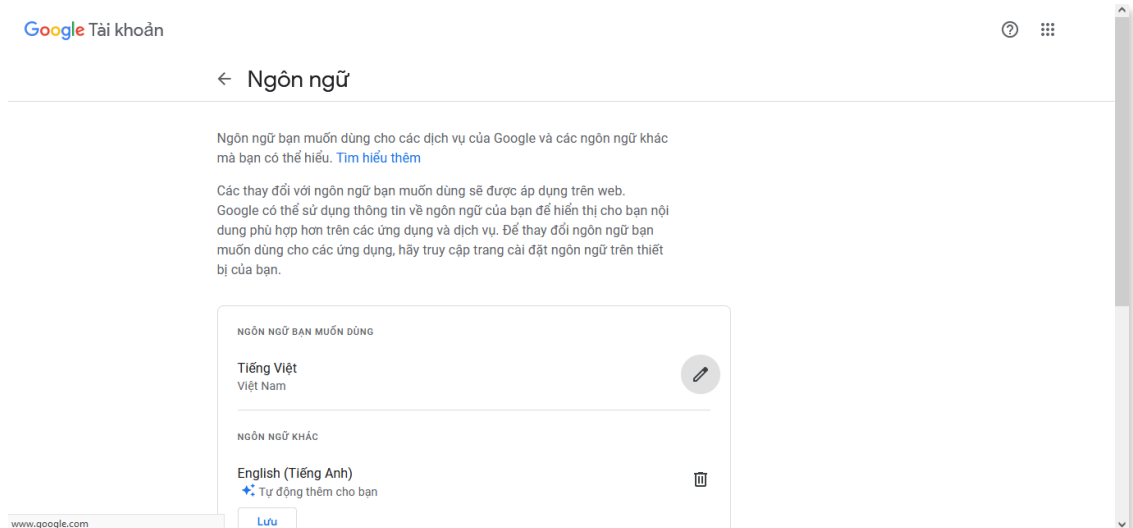 Google Tài khoản
Ngôn ngữ
Ngôn ngữ bạn muốn dùng cho các dịch vụ của Google và các ngôn ngữ khác
mà bạn có thể hiểu. Tìm hiểu thêm
Các thay đổi với ngôn ngữ bạn muốn dùng sẽ được áp dụng trên web.
Google có thể sử dụng thông tin về ngôn ngữ của bạn để hiển thị cho bạn nội
dung phù hợp hơn trên các ứng dụng và dịch vụ. Để thay đổi ngôn ngữ bạn
muốn dùng cho các ứng dụng, hãy truy cập trang cài đặt ngôn ngữ trên thiết
bị của bạn.
NGÔN NGỮ BẠN MUỐN DÙNG
Tiếng Việt
Việt Nam
NGÔN NGỮ KHÁC
English (Tiếng Anh)
Tự động thêm cho bạn
Lưu
www.google.com